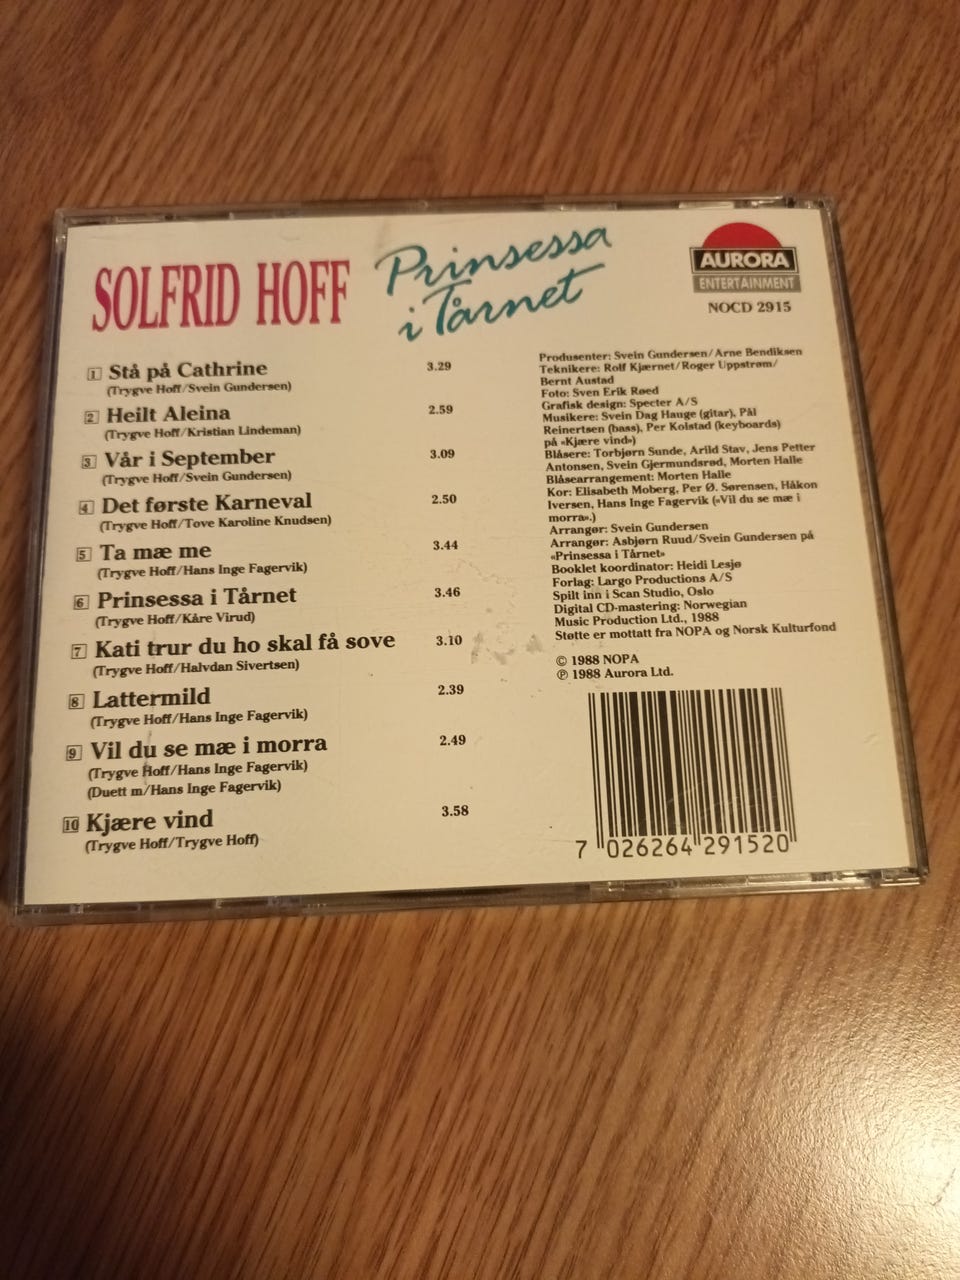 SOLFRID HOFF
Prinsessa
i Tårnet
AURORA
ENTERTAINMENT
NOCD 2915
1 Stå på Cathrine 3.29
(Trygve Hoff/Svein Gundersen)
2 Heilt Aleina 2.59
(Trygve Hoff/Kristian Lindeman)
3 Vår i September 3.09
(Trygve Hoff/Svein Gundersen)
4 Det første Karneval 2.50
(Trygve Hoff/Tove Karoline Knudsen)
5 Ta mæ me 3.44
(Trygve Hoff/Hans Inge Fagervik)
6 Prinsessa i Tårnet 3.46
(Trygve Hoff/Kåre Virud)
7 Kati trur du ho skal få sove 3.10
(Trygve Hoff/Halvdan Sivertsen)
8 Lattermild 2.39
(Trygve Hoff/Hans Inge Fagervik)
9 Vil du se mæ i morra 2.49
(Trygve Hoff/Hans Inge Fagervik)
(Duett m/Hans Inge Fagervik)
10 Kjære vind 3.58
(Trygve Hoff/Trygve Hoff)
Produsenter: Svein Gundersen/Arne Bendiksen
Teknikere: Rolf Kjærnet/Roger Uppstrøm/
Bernt Austad
Foto: Sven Erik Røed
Grafisk design: Specter A/S
Musikere: Svein Dag Hauge (gitar), Pål
Reinertsen (bass), Per Kolstad (keyboards)
på «Kjære vind»)
Blåsere: Torbjørn Sunde, Arild Stav, Jens Petter
Antonsen, Svein Gjermundsrød, Morten Halle
Blåsearrangement: Morten Halle
Kor: Elisabeth Moberg, Per Ø. Sørensen, Håkon
Iversen, Hans Inge Fagervik («Vil du se mæ i
morra».)
Arrangør: Svein Gundersen
Arrangør: Asbjørn Ruud/Svein Gundersen på
«Prinsessa i Tårnet»
Booklet koordinator: Heidi Lesjø
Forlag: Largo Productions A/S
Spilt inn i Scan Studio, Oslo
Digital CD-mastering: Norwegian
Music Production Ltd., 1988
Støtte er mottatt fra NOPA og Norsk Kulturfond
© 1988 NOPA
℗ 1988 Aurora Ltd.
7 026264 291520